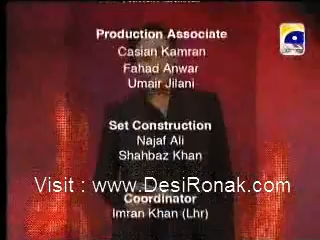 Production Associate
Casian Kamran
Fahad Anwar
Umair Jilani
Set Construction
Najaf Ali
Shahbaz Khan
Visit : www.DesiRonak.com
Coordinator
Imran Khan (Lhr)